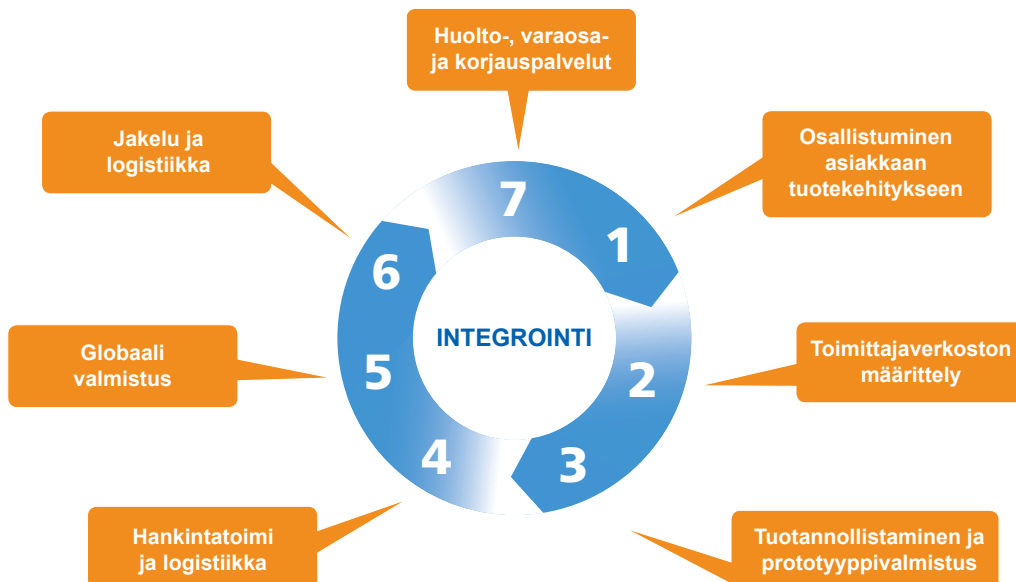 Huolto-, varaosa-
ja korjauspalvelut
Jakelu ja
logistiikka
Osallistuminen
asiakkaan
tuotekehitykseen
7
1
6
INTEGROINTI
Globaali
valmistus
5
2
Toimittajaverkoston
määrittely
4
3
Hankintatoimi
ja logistiikka
Tuotannollistaminen ja
prototyyppivalmistus